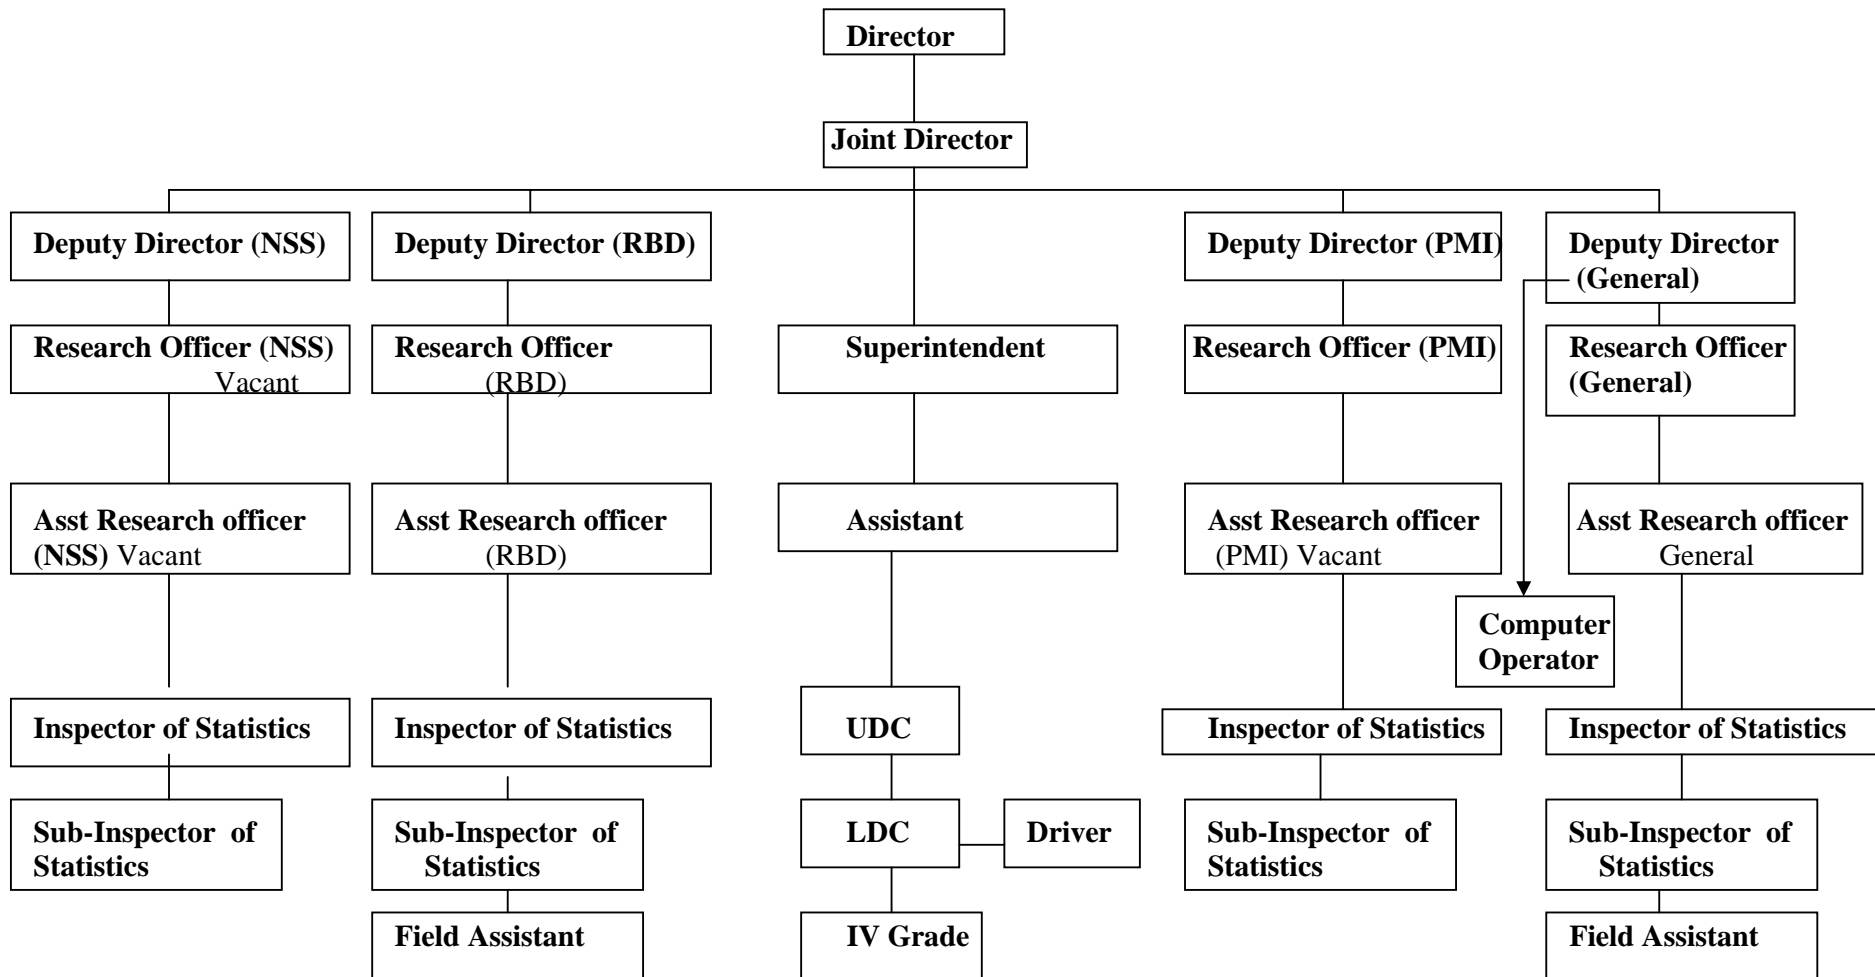 Director
Joint Director
Deputy Director (NSS)
Deputy Director (RBD)
Deputy Director (PMI)
Deputy Director
(General)
Research Officer (NSS)
Vacant
Research Officer
(RBD)
Superintendent
Research Officer (PMI)
Research Officer
(General)
Asst Research officer
(NSS) Vacant
Asst Research officer
(RBD)
Assistant
Asst Research officer
(PMI) Vacant
Asst Research officer
General
Computer
Operator
Inspector of Statistics
Inspector of Statistics
UDC
Inspector of Statistics
Inspector of Statistics
Sub-Inspector of
Statistics
Sub-Inspector of
Statistics
LDC
Driver
Sub-Inspector of
Statistics
Sub-Inspector of
Statistics
Field Assistant
IV Grade
Field Assistant